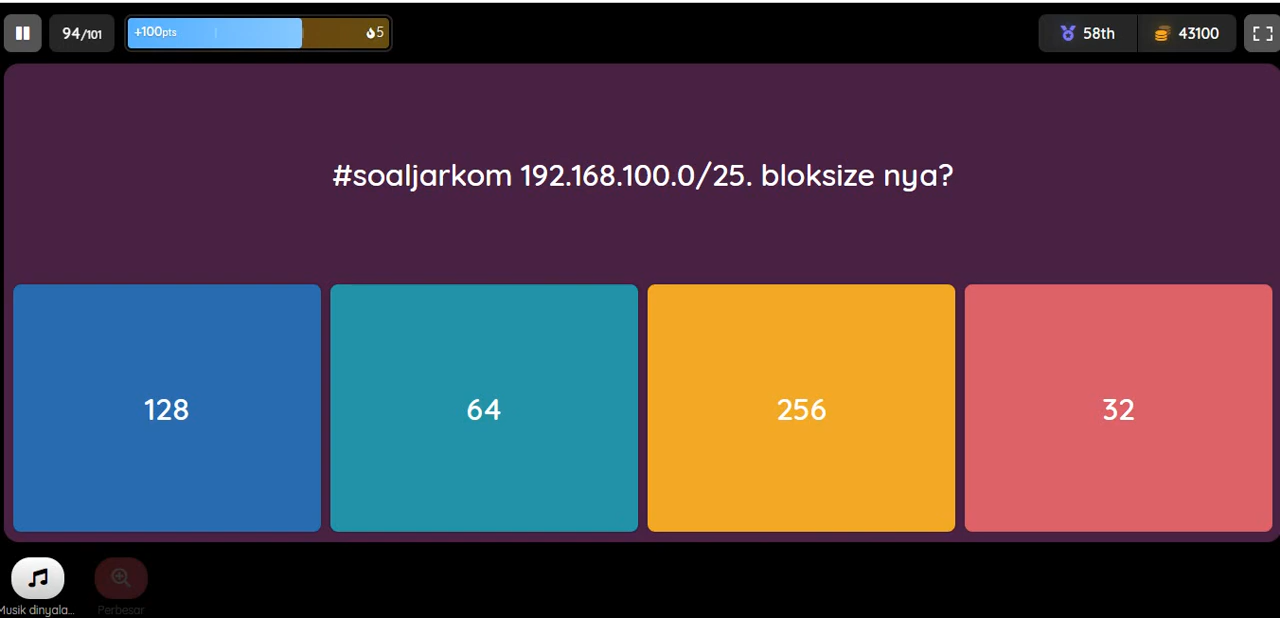 94/101
+100pts
5
58th
43100
#soaljarkom 192.168.100.0/25. bloksize nya?
128
64
256
32
Musik dinyala...
Perbesar